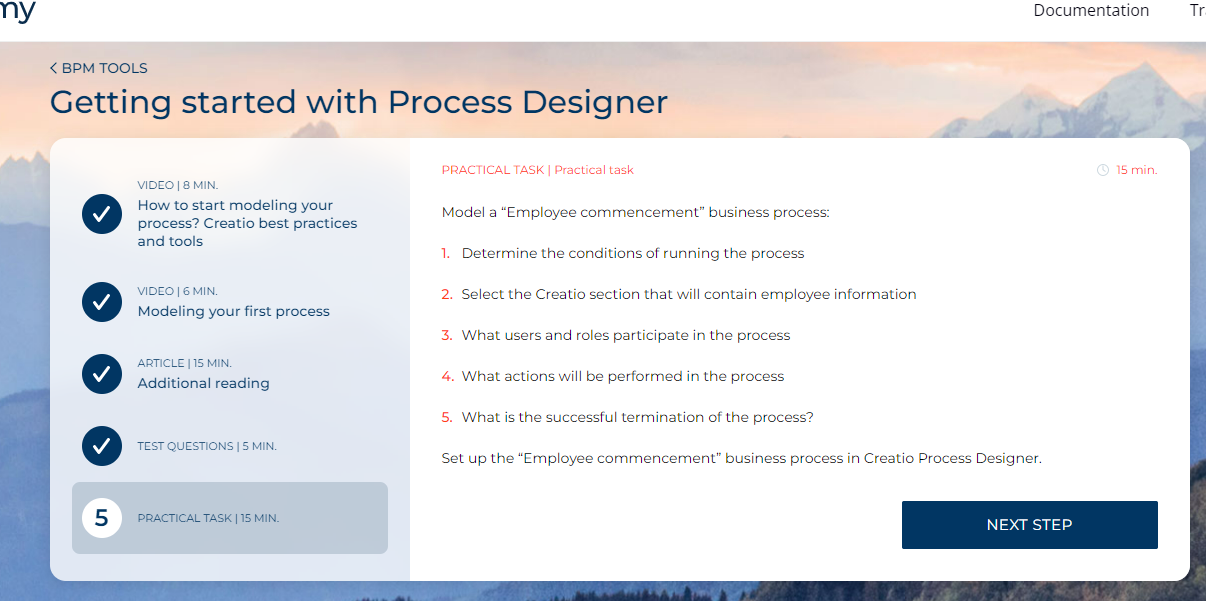 my
Documentation
Tr
< BPM TOOLS
Getting started with Process Designer
VIDEO | 8 MIN.
How to start modeling your
process? Creatio best practices
and tools
VIDEO | 6 MIN.
Modeling your first process
ARTICLE | 15 MIN.
Additional reading
TEST QUESTIONS | 5 MIN.
5
PRACTICAL TASK | 15 MIN.
PRACTICAL TASK | Practical task
15 min.
Model a “Employee commencement” business process:
1. Determine the conditions of running the process
2. Select the Creatio section that will contain employee information
3. What users and roles participate in the process
4. What actions will be performed in the process
5. What is the successful termination of the process?
Set up the “Employee commencement” business process in Creatio Process Designer.
NEXT STEP